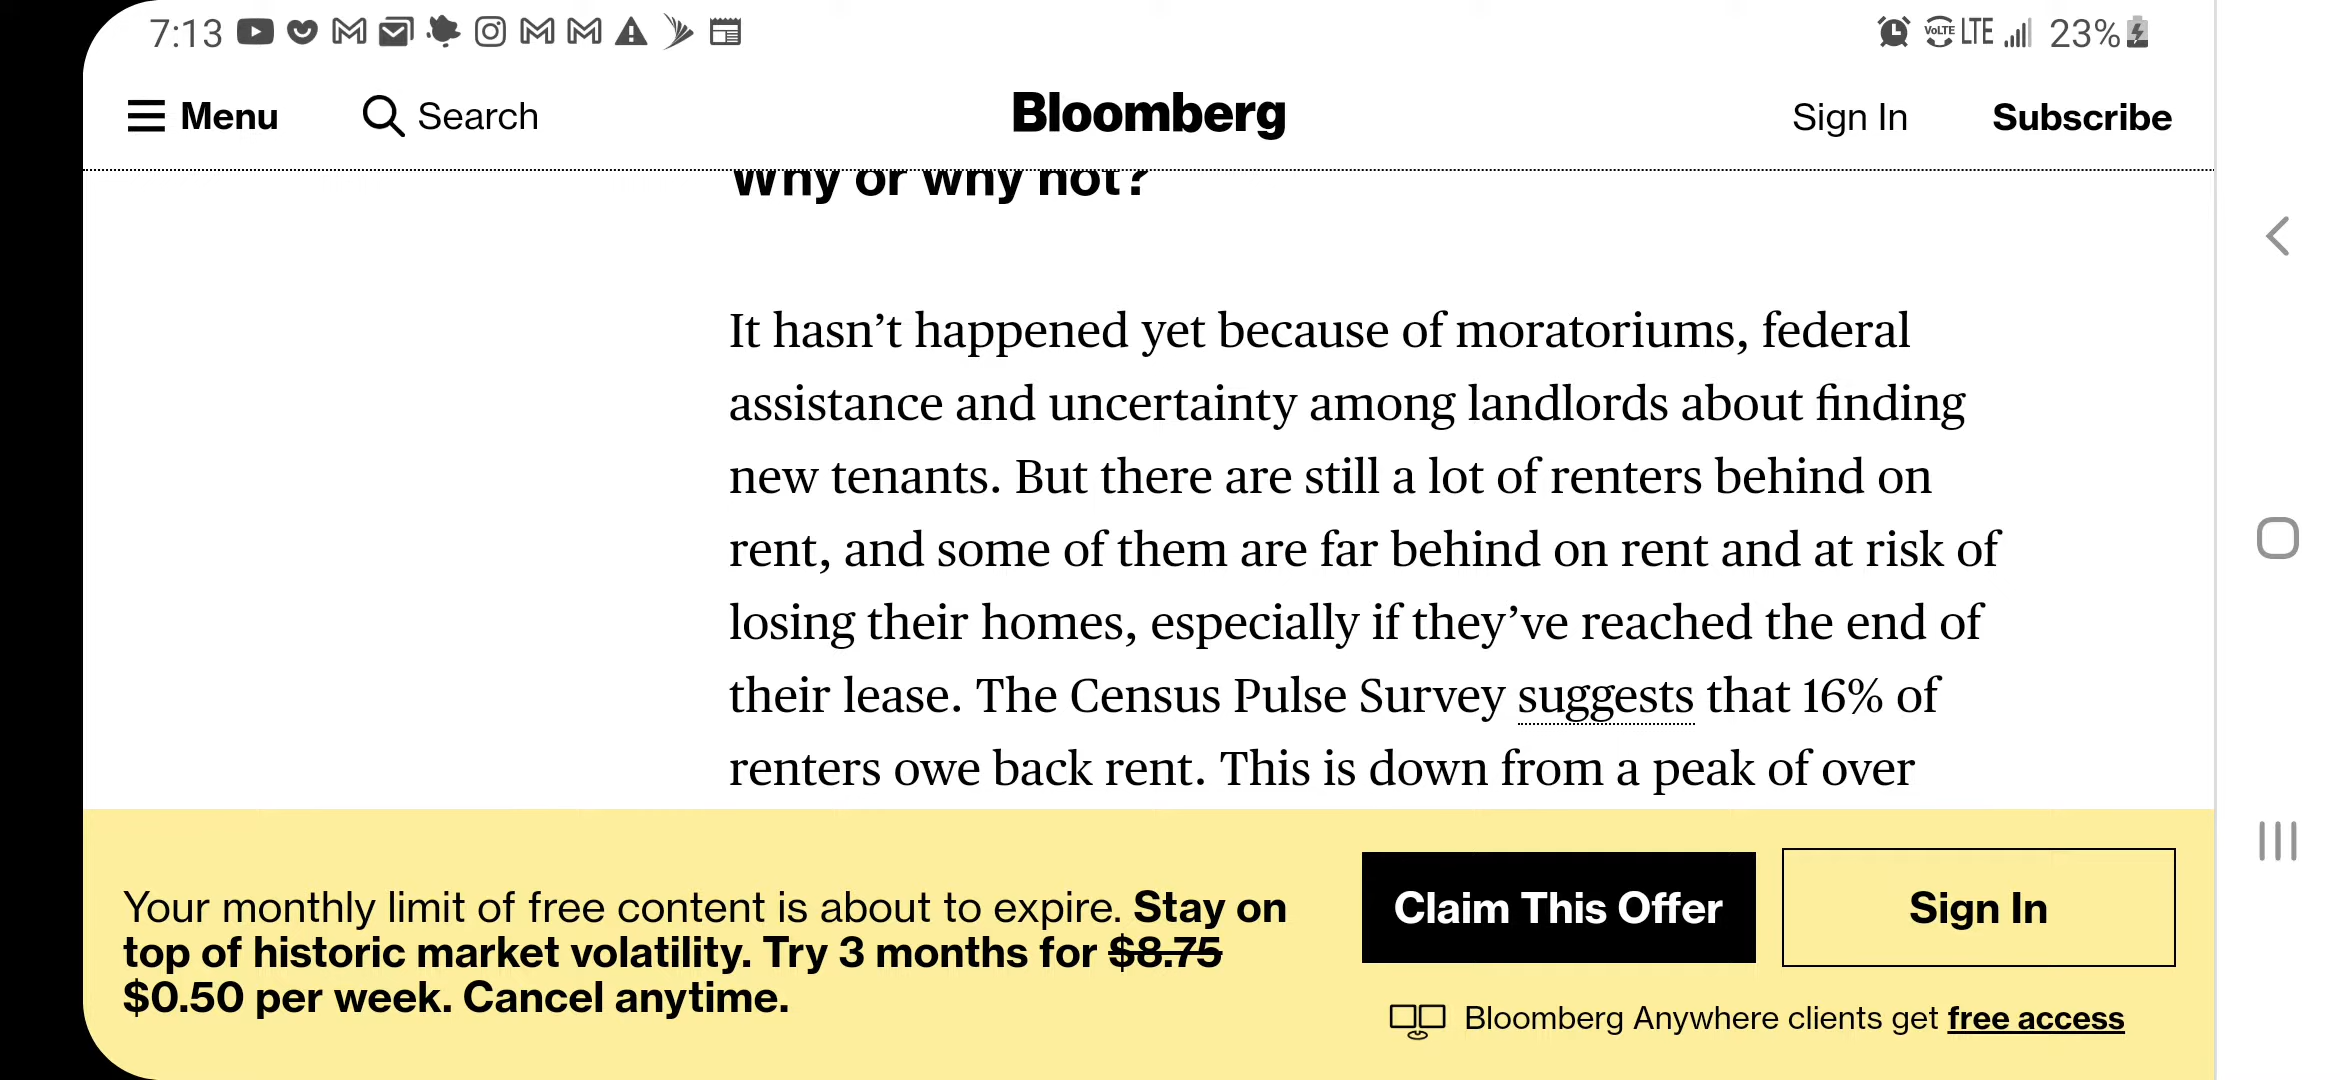 7:13 VoLTE LTE 23%
Menu Search Bloomberg Sign In Subscribe
Why or why not?
It hasn’t happened yet because of moratoriums, federal
assistance and uncertainty among landlords about finding
new tenants. But there are still a lot of renters behind on
rent, and some of them are far behind on rent and at risk of
losing their homes, especially if they’ve reached the end of
their lease. The Census Pulse Survey suggests that 16% of
renters owe back rent. This is down from a peak of over
Your monthly limit of free content is about to expire. Stay on
top of historic market volatility. Try 3 months for $8.75
$0.50 per week. Cancel anytime.
Claim This Offer
Sign In
Bloomberg Anywhere clients get free access